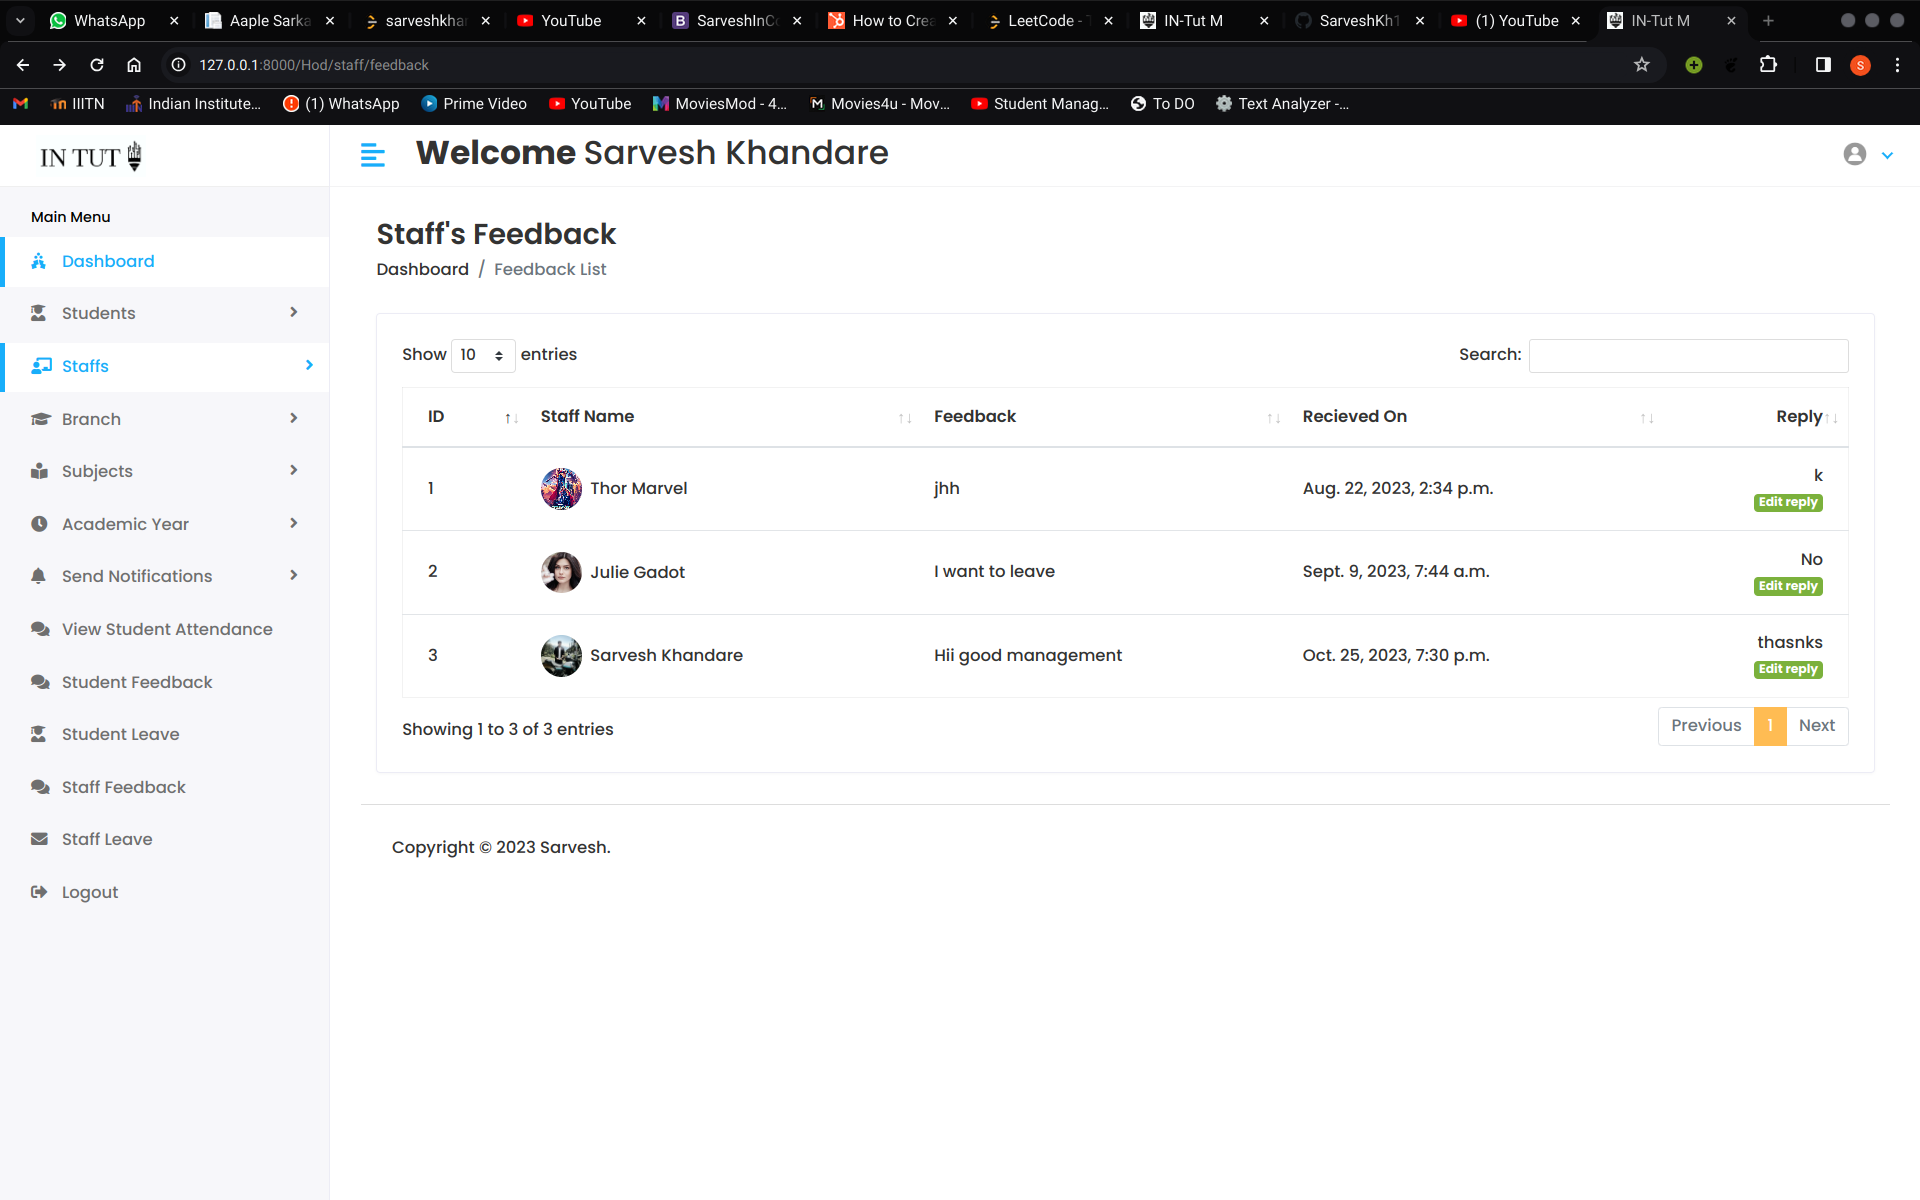 WhatsApp
Aaple Sarka
sarveshkhar
YouTube
SarveshInCo
How to Crea
LeetCode - T
IN-Tut M
SarveshKh1
(1) YouTube
IN-Tut M
127.0.0.1:8000/Hod/staff/feedback
S
IIITN
Indian Institute...
(1) WhatsApp
Prime Video
YouTube
MoviesMod - 4...
Movies4u - Mov...
Student Manag...
To DO
Text Analyzer -...
IN TUT
Welcome Sarvesh Khandare
Main Menu
Dashboard
Students
Staffs
Branch
Subjects
Academic Year
Send Notifications
View Student Attendance
Student Feedback
Student Leave
Staff Feedback
Staff Leave
Logout
Staff's Feedback
Dashboard / Feedback List
Show 10 entries
Search:
ID Staff Name Feedback Recieved On Reply
1 Thor Marvel jhh Aug. 22, 2023, 2:34 p.m. k
Edit reply
2 Julie Gadot I want to leave Sept. 9, 2023, 7:44 a.m. No
Edit reply
3 Sarvesh Khandare Hii good management Oct. 25, 2023, 7:30 p.m. thasnks
Edit reply
Showing 1 to 3 of 3 entries
Previous 1 Next
Copyright © 2023 Sarvesh.